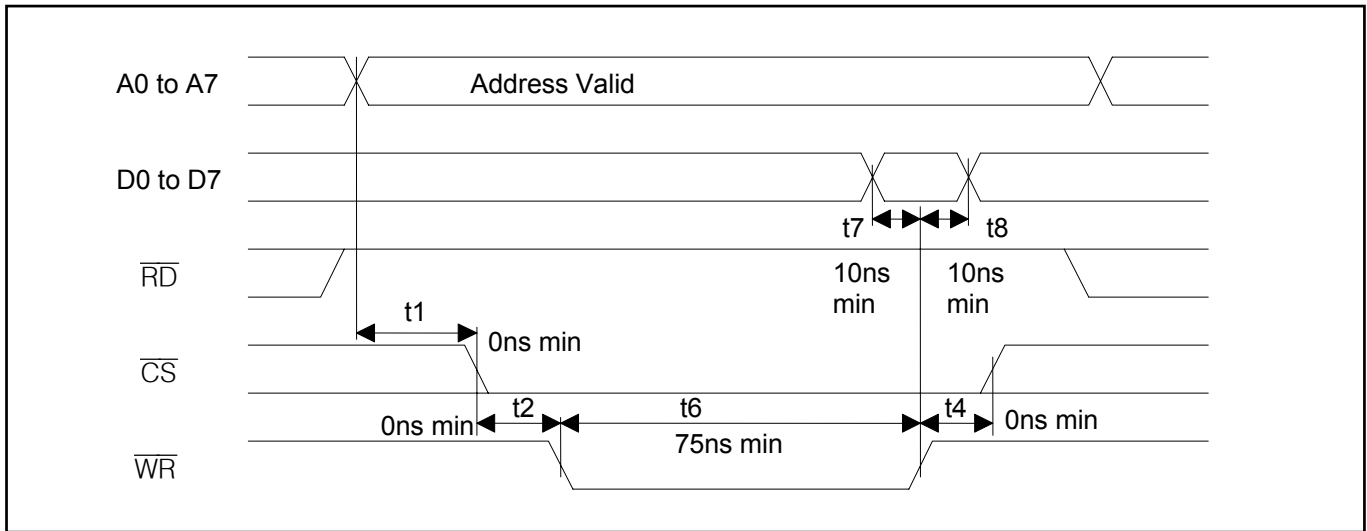 A0 to A7
Address Valid
D0 to D7
t7
t8
RD
10ns
min
10ns
min
t1
0ns min
CS
t2
t6
t4
0ns min
0ns min
75ns min
WR